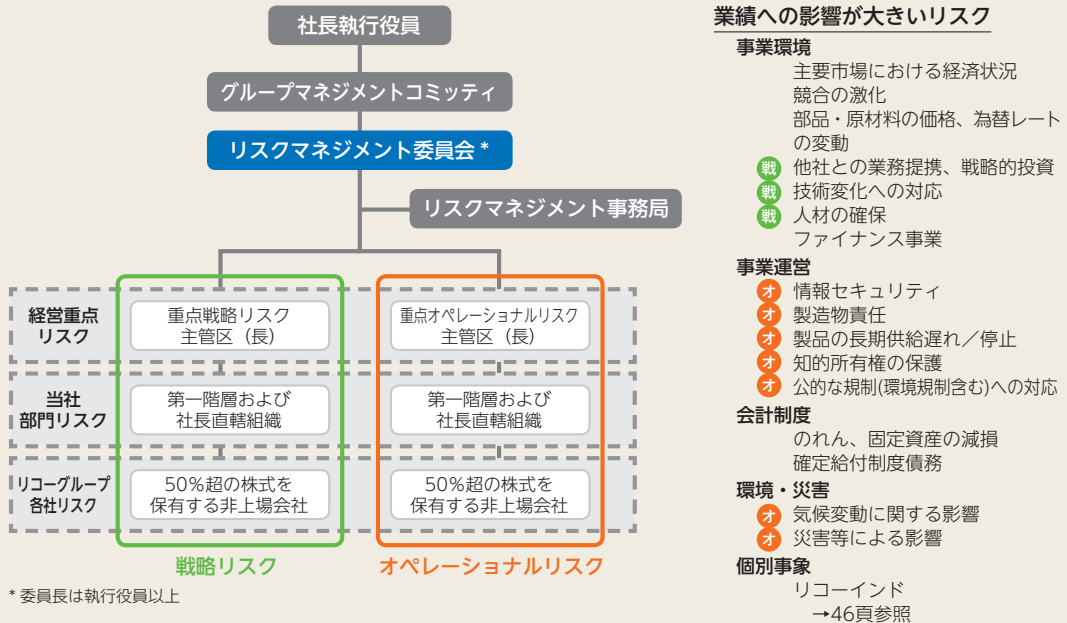 社長執行役員
グループマネジメントコミッティ
リスクマネジメント委員会*
リスクマネジメント事務局
経営重点
リスク
重点戦略リスク
主管区（長）
重点オペレーショナルリスク
主管区（長）
当社
部門リスク
第一階層および
社長直轄組織
第一階層および
社長直轄組織
リコーグループ
各社リスク
50％超の株式を
保有する非上場会社
50％超の株式を
保有する非上場会社
戦略リスク
オペレーショナルリスク
* 委員長は執行役員以上
業績への影響が大きいリスク
事業環境
主要市場における経済状況
競合の激化
部品・原材料の価格、為替レート
の変動
戦 他社との業務提携、戦略的投資
戦 技術変化への対応
戦 人材の確保
ファイナンス事業
事業運営
オ 情報セキュリティ
オ 製造物責任
オ 製品の長期供給遅れ／停止
オ 知的所有権の保護
オ 公的な規制(環境規制含む)への対応
会計制度
のれん、固定資産の減損
確定給付制度債務
環境・災害
オ 気候変動に関する影響
オ 災害等による影響
個別事象
リコーインド
→46頁参照